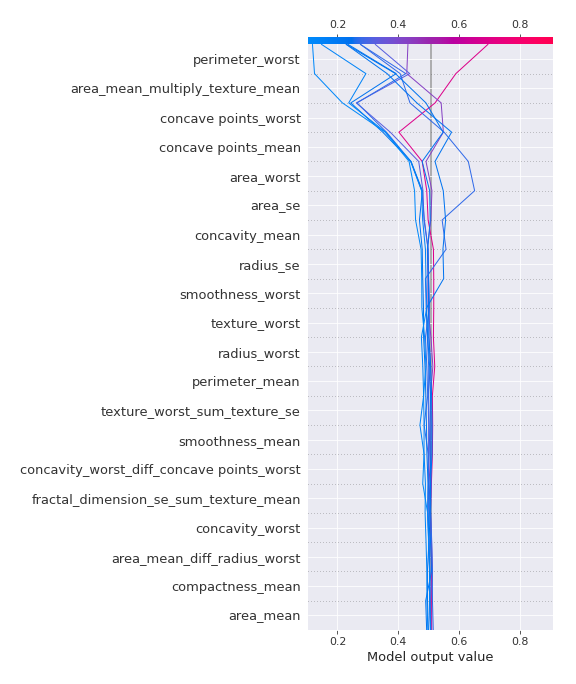 0.2 0.4 0.6 0.8
perimeter_worst
area_mean_multiply_texture_mean
concave points_worst
concave points_mean
area_worst
area_se
concavity_mean
radius_se
smoothness_worst
texture_worst
radius_worst
perimeter_mean
texture_worst_sum_texture_se
smoothness_mean
concavity_worst_diff_concave points_worst
fractal_dimension_se_sum_texture_mean
concavity_worst
area_mean_diff_radius_worst
compactness_mean
area_mean
0.2 0.4 0.6 0.8
Model output value